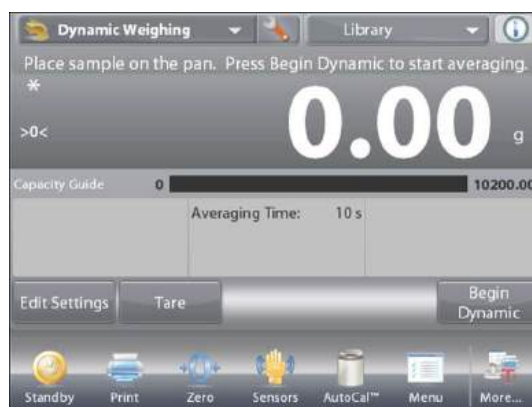 Dynamic Weighing Library
Place sample on the pan. Press Begin Dynamic to start averaging.
*
>0< 0.00 g
Capacity Guide 0 10200.00
Averaging Time: 10 s
Edit Settings Tare Begin Dynamic
Standby Print Zero Sensors AutoCal™ Menu More...